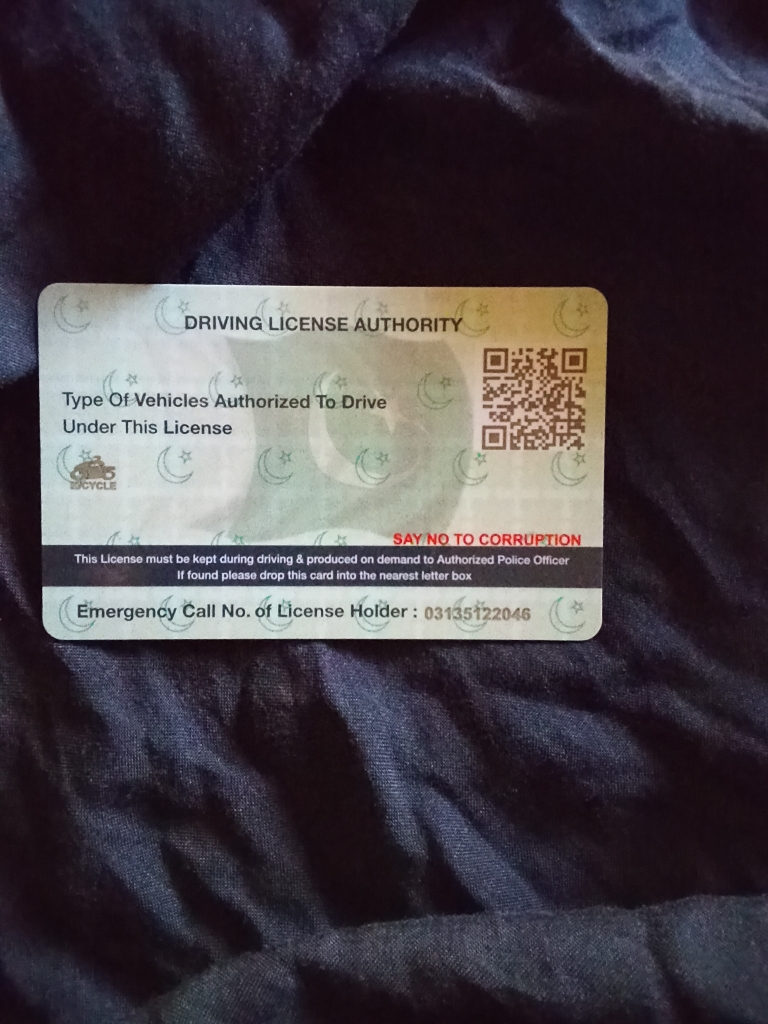 DRIVING LICENSE AUTHORITY
Type Of Vehicles Authorized To Drive
Under This License
M/CYCLE
SAY NO TO CORRUPTION
This License must be kept during driving & produced on demand to Authorized Police Officer
If found please drop this card into the nearest letter box
Emergency Call No. of License Holder : 03135122046